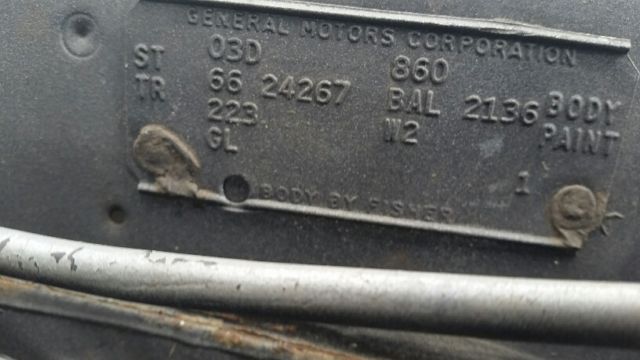 GENERAL MOTORS CORPORATION
03D 860
ST 66 24267 BAL 2136 BODY
TR 223 W2 PAINT
GL
1
BODY BY FISHER